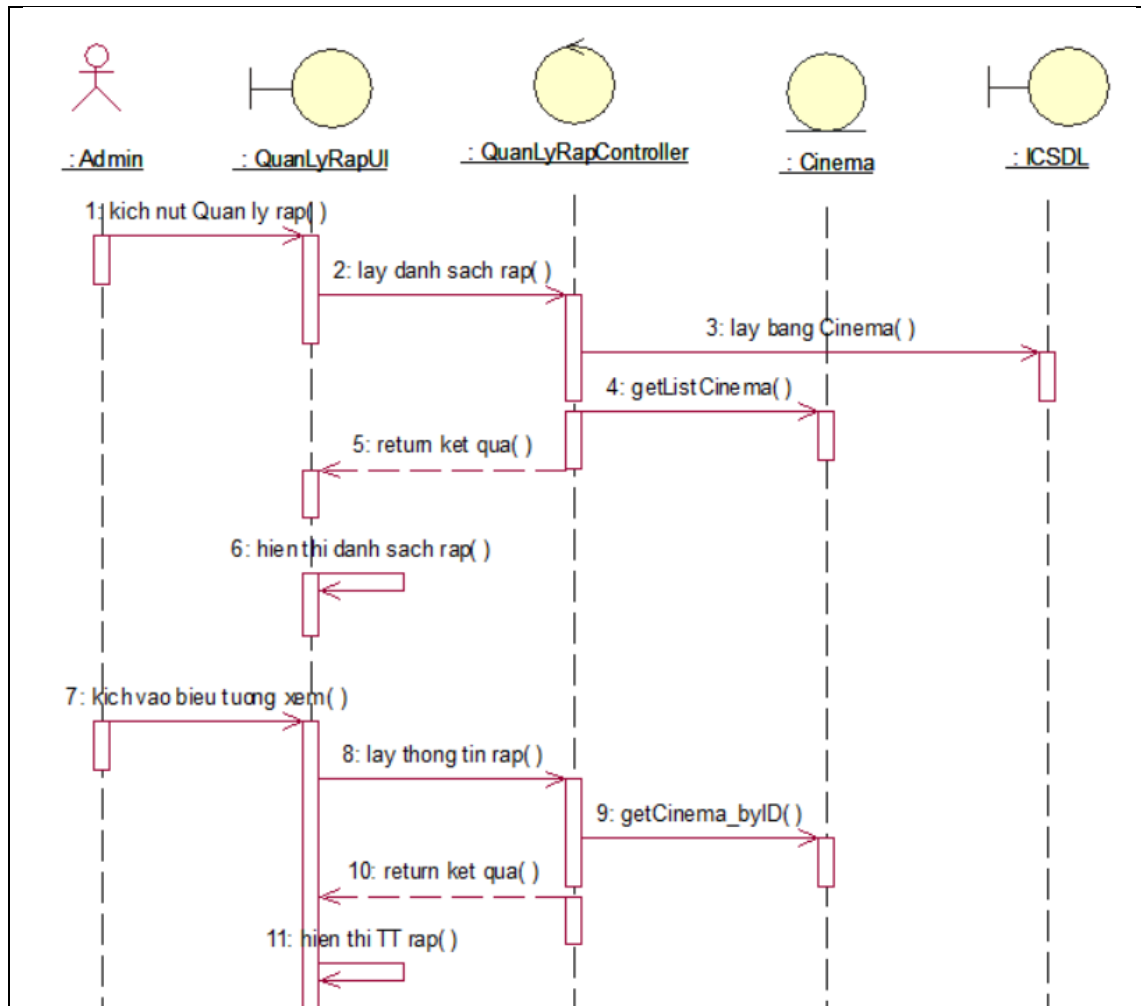 : Admin
: QuanLyRapUI
: QuanLyRapController
: Cinema
: ICSDL
1: kich nut Quan ly rap( )
2: lay danh sach rap( )
3: lay bang Cinema( )
4: getListCinema( )
5: return ket qua( )
6: hien thi danh sach rap( )
7: kich vao bieu tuong xem( )
8: lay thong tin rap( )
9: getCinema_byID( )
10: return ket qua( )
11: hien thi TT rap( )